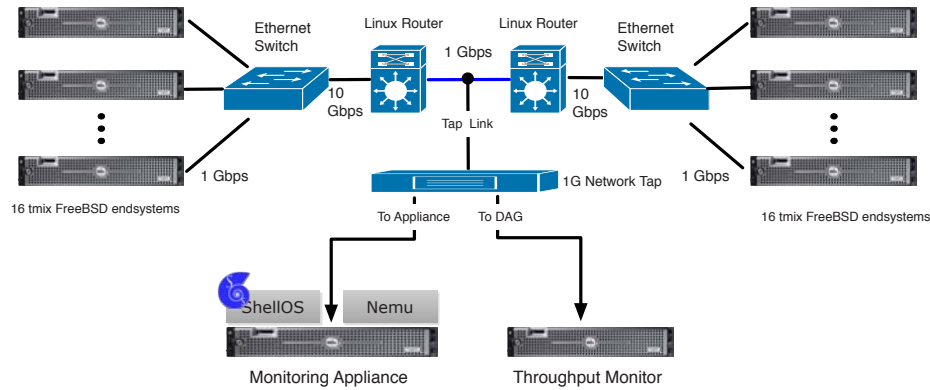 Ethernet
Switch
Linux Router
Linux Router
Ethernet
Switch
1 Gbps
10
Gbps
10
Gbps
Tap Link
1 Gbps
1G Network Tap
1 Gbps
16 tmix FreeBSD endsystems
16 tmix FreeBSD endsystems
To Appliance
To DAG
ShellOS
Nemu
Monitoring Appliance
Throughput Monitor